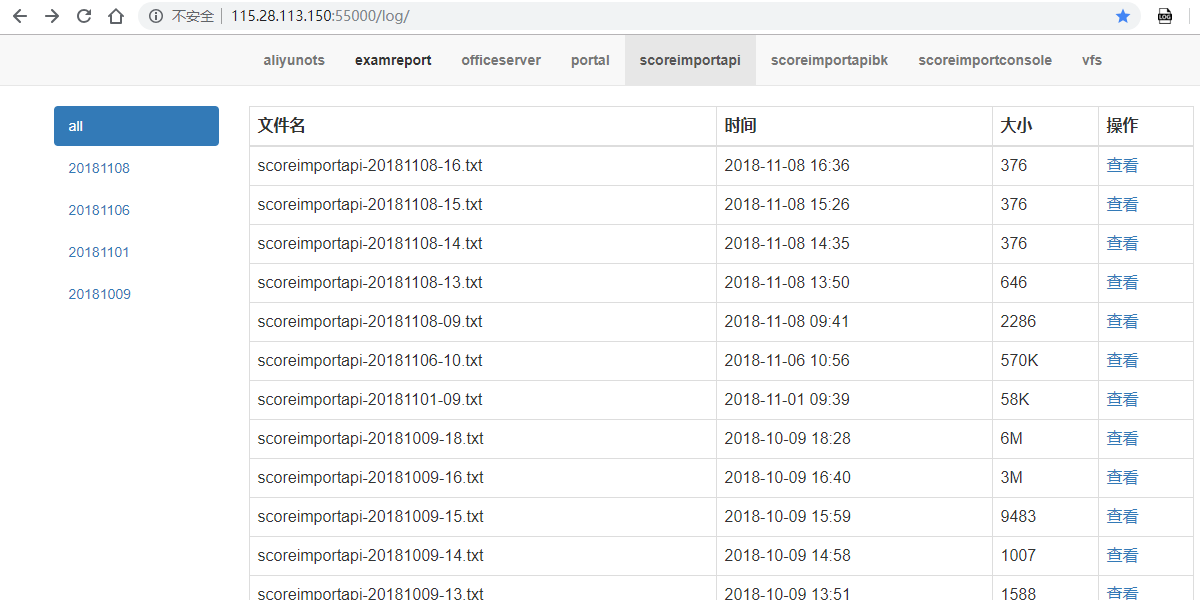 不安全 115.28.113.150:55000/log/
LOG
aliyunots examreport officeserver portal scoreimportapi scoreimportapibk scoreimportconsole vfs
all
20181108
20181106
20181101
20181009
文件名 时间 大小 操作
scoreimportapi-20181108-16.txt 2018-11-08 16:36 376 查看
scoreimportapi-20181108-15.txt 2018-11-08 15:26 376 查看
scoreimportapi-20181108-14.txt 2018-11-08 14:35 376 查看
scoreimportapi-20181108-13.txt 2018-11-08 13:50 646 查看
scoreimportapi-20181108-09.txt 2018-11-08 09:41 2286 查看
scoreimportapi-20181106-10.txt 2018-11-06 10:56 570K 查看
scoreimportapi-20181101-09.txt 2018-11-01 09:39 58K 查看
scoreimportapi-20181009-18.txt 2018-10-09 18:28 6M 查看
scoreimportapi-20181009-16.txt 2018-10-09 16:40 3M 查看
scoreimportapi-20181009-15.txt 2018-10-09 15:59 9483 查看
scoreimportapi-20181009-14.txt 2018-10-09 14:58 1007 查看
scoreimportapi-20181009-13.txt 2018-10-09 13:51 1588 查看